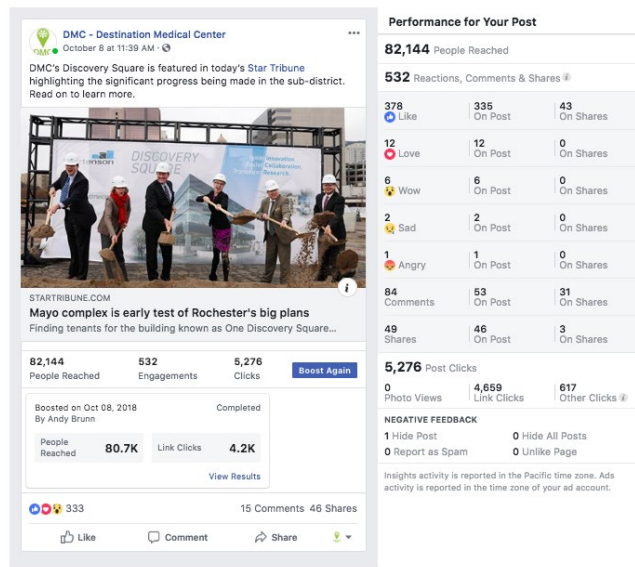 DMC - Destination Medical Center
October 8 at 11:39 AM ·
DMC's Discovery Square is featured in today's Star Tribune
highlighting the significant progress being made in the sub-district.
Read on to learn more.
DISCOVERY
SQUARE
Innovation.
Collaboration.
Research.
STARTRIBUNE.COM
Mayo complex is early test of Rochester's big plans
Finding tenants for the building known as One Discovery Square...
82,144 532 5,276
People Reached Engagements Clicks
Boost Again
Boosted on Oct 08, 2018 Completed
By Andy Brunn
People Reached 80.7K Link Clicks 4.2K
View Results
333 15 Comments 46 Shares
Like Comment Share
Performance for Your Post
82,144 People Reached
532 Reactions, Comments & Shares
378 335 43
Like On Post On Shares
12 12 0
Love On Post On Shares
6 6 0
Wow On Post On Shares
2 2 0
Sad On Post On Shares
1 1 0
Angry On Post On Shares
84 53 31
Comments On Post On Shares
49 46 3
Shares On Post On Shares
5,276 Post Clicks
0 4,659 617
Photo Views Link Clicks Other Clicks
NEGATIVE FEEDBACK
1 Hide Post 0 Hide All Posts
0 Report as Spam 0 Unlike Page
Insights activity is reported in the Pacific time zone. Ads
activity is reported in the time zone of your ad account.